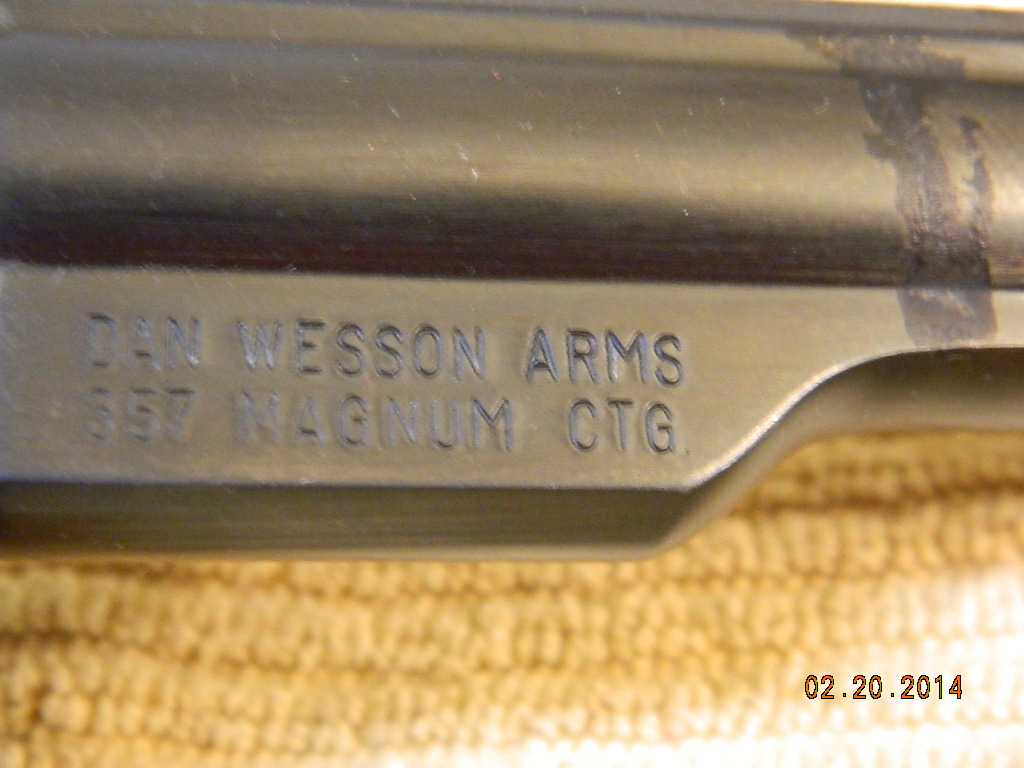 DAN WESSON ARMS
357 MAGNUM CTG.
02.20.2014